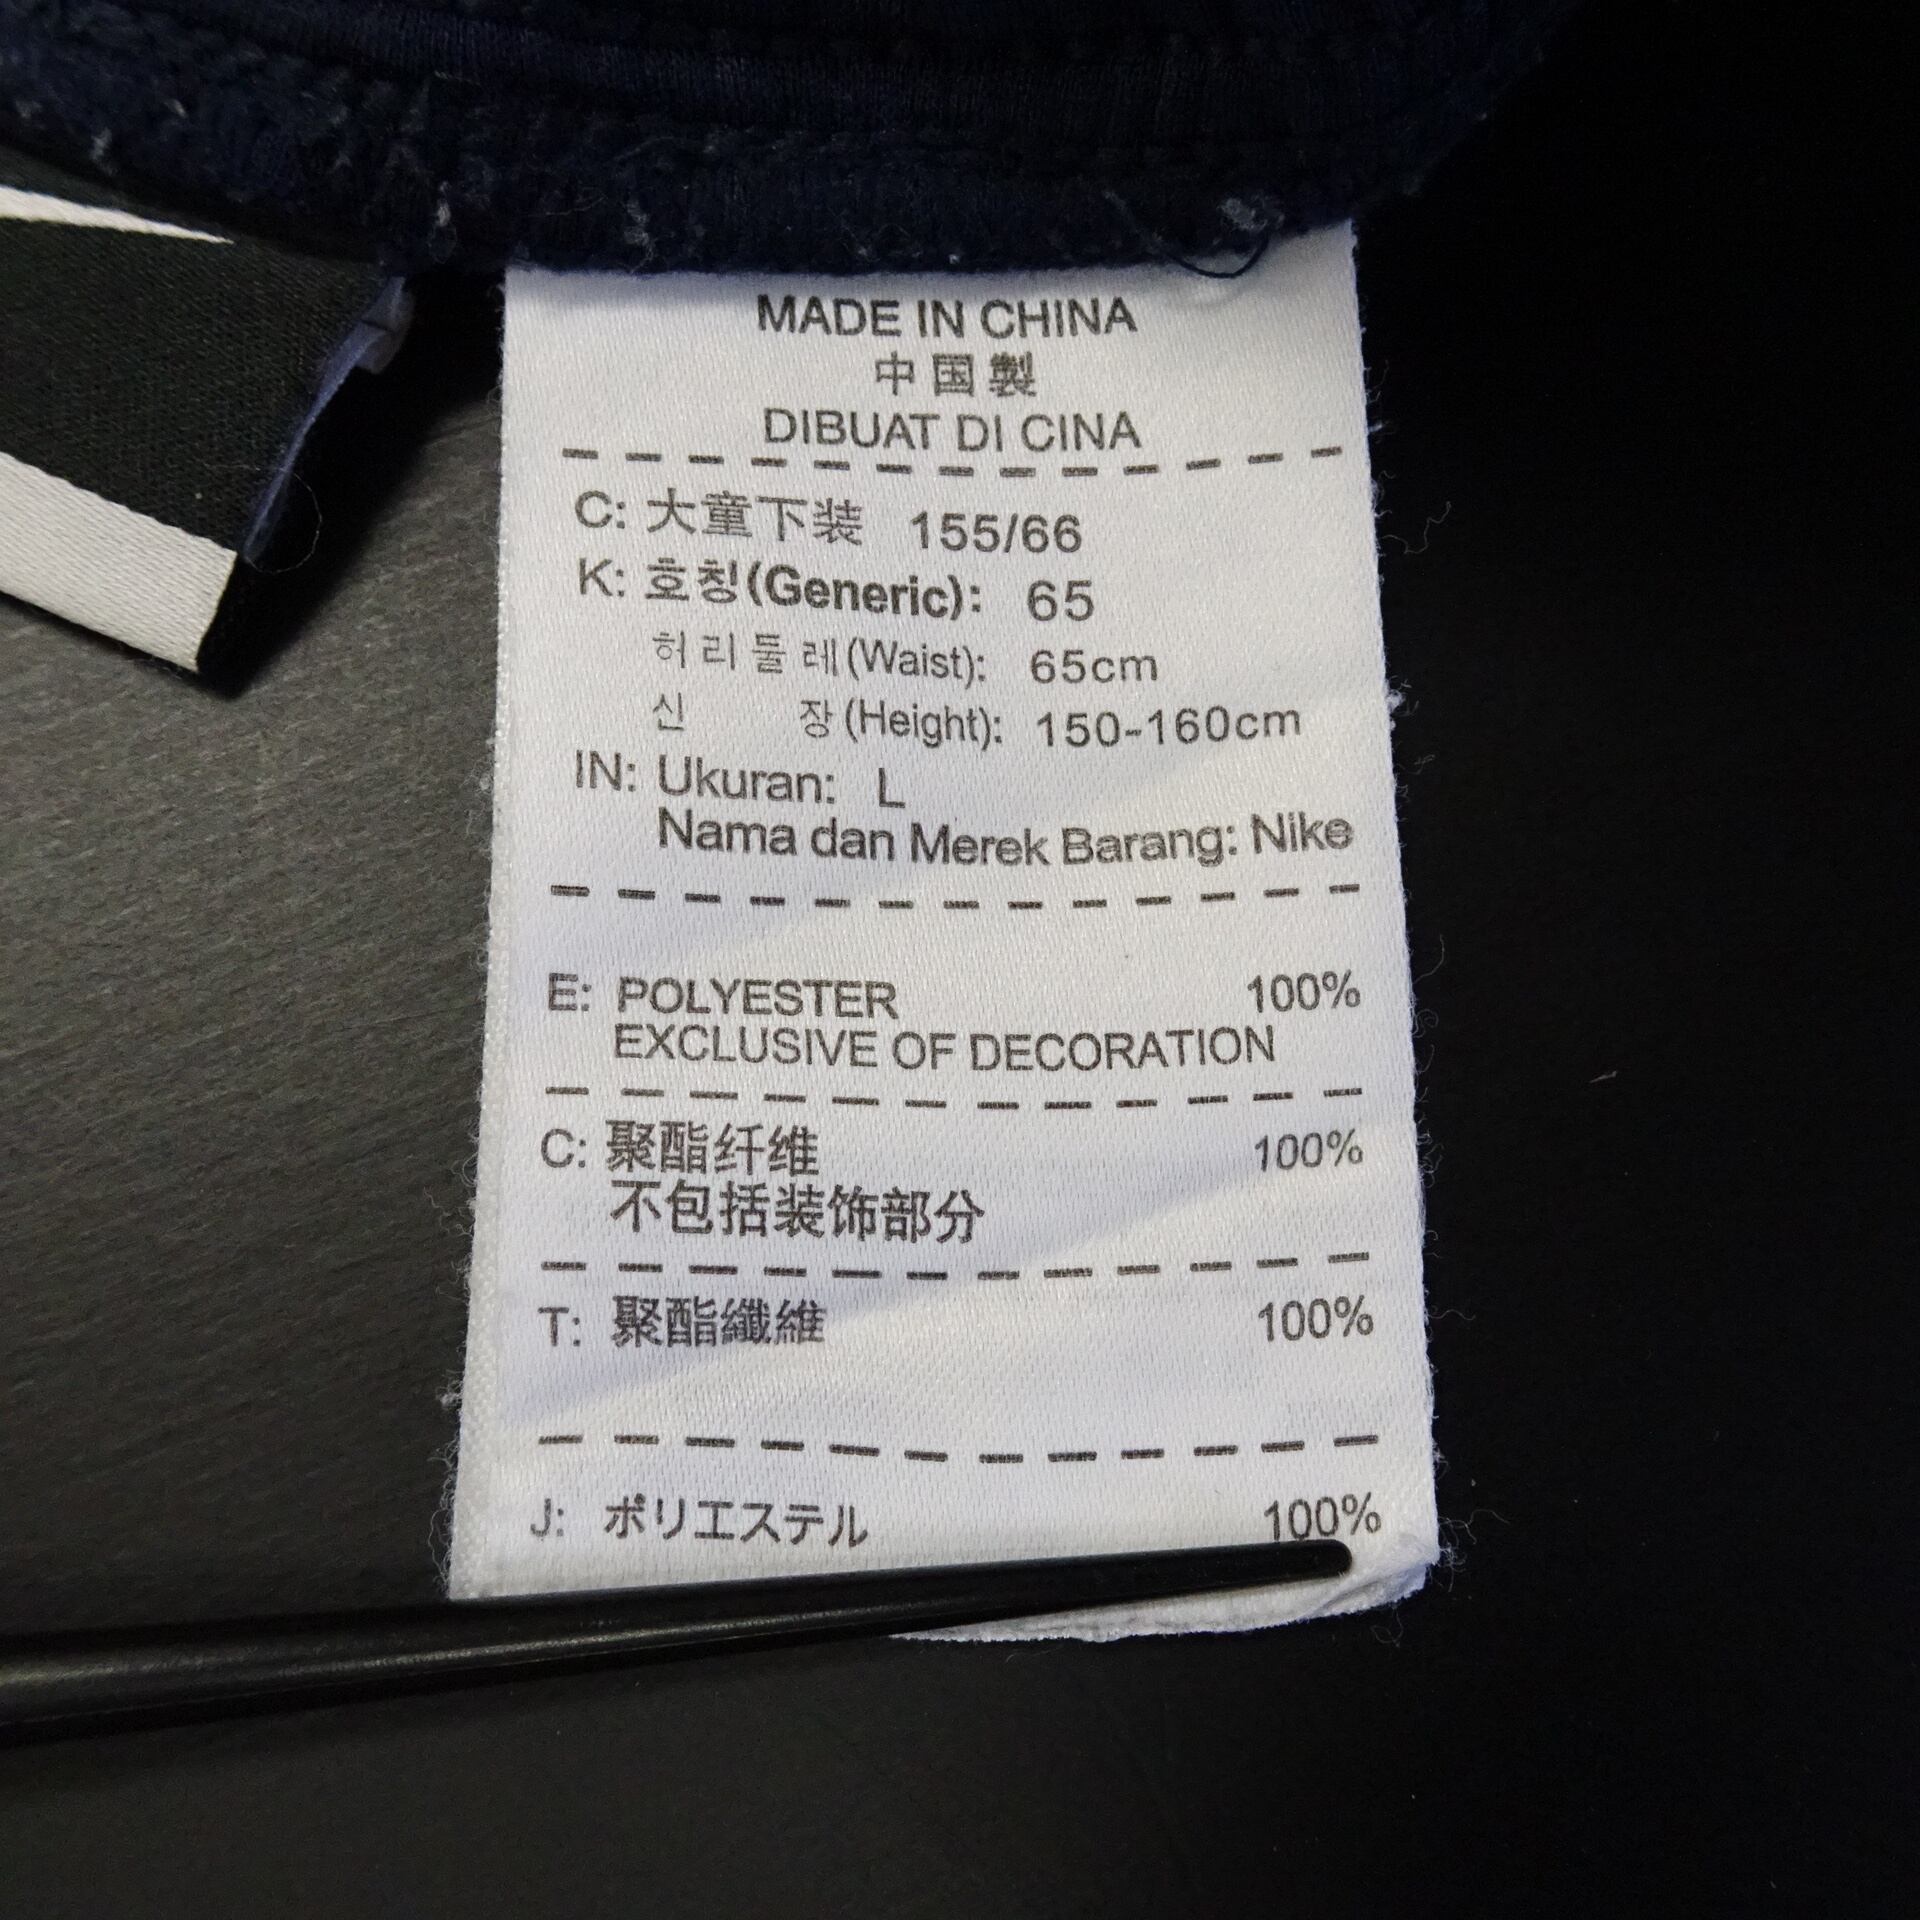 MADE IN CHINA
中国製
DIBUAT DI CINA
C: 大童下装 155/66
K: 호칭(Generic): 65
허리둘레(Waist): 65cm
신 장(Height): 150-160cm
IN: Ukuran: L
Nama dan Merek Barang: Nike
E: POLYESTER 100%
EXCLUSIVE OF DECORATION
C: 聚酯纤维 100%
不包括装饰部分
T: 聚酯纖維 100%
J: ポリエステル 100%